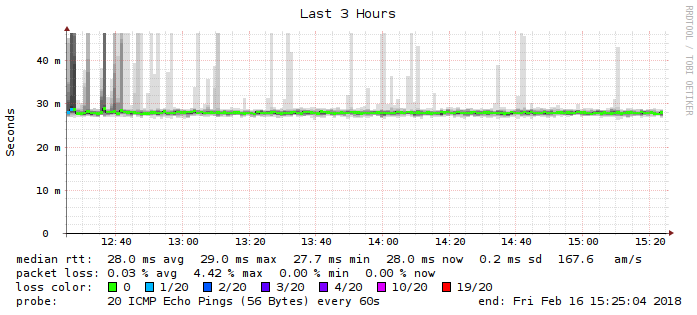 Last 3 Hours
RRDTOOL / TOBI OETIKER
Seconds
40 m
30 m
20 m
10 m
0
12:40 13:00 13:20 13:40 14:00 14:20 14:40 15:00 15:20
median rtt: 28.0 ms avg 29.0 ms max 27.7 ms min 28.0 ms now 0.2 ms sd 167.6 am/s
packet loss: 0.03 % avg 4.42 % max 0.00 % min 0.00 % now
loss color: 0 1/20 2/20 3/20 4/20 10/20 19/20
probe: 20 ICMP Echo Pings (56 Bytes) every 60s end: Fri Feb 16 15:25:04 2018